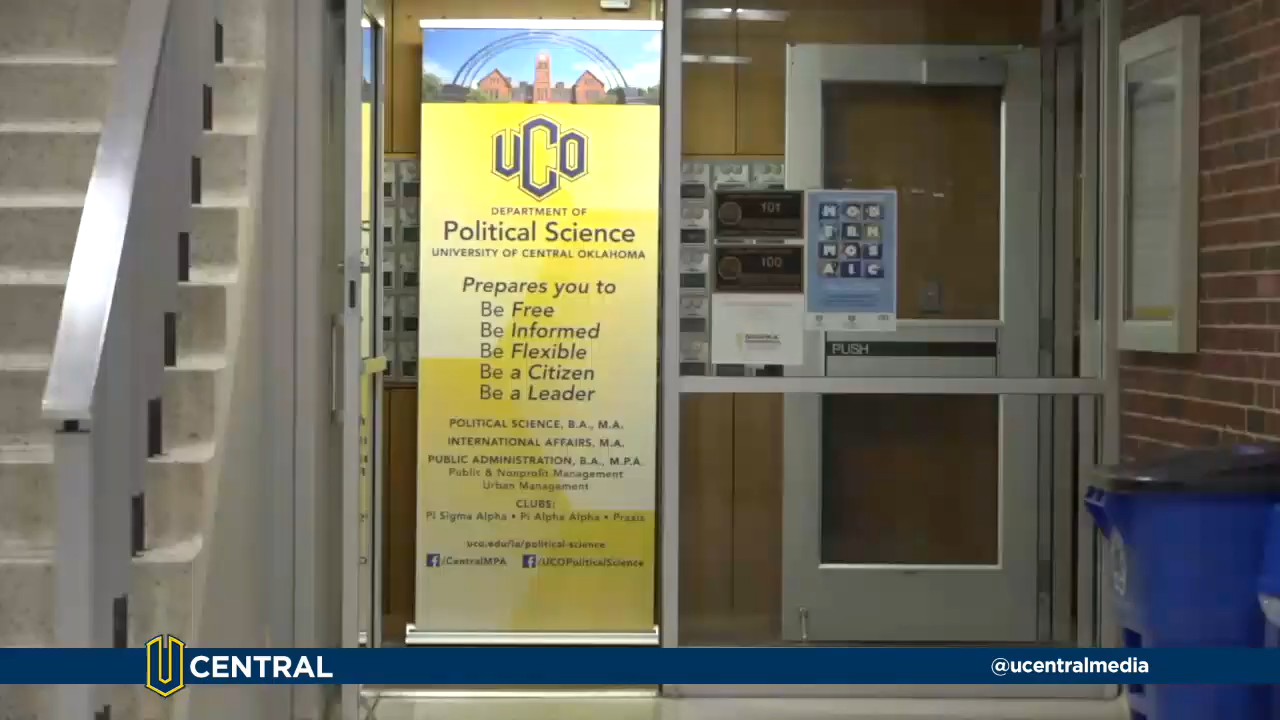 UCO
DEPARTMENT OF
Political Science
UNIVERSITY OF CENTRAL OKLAHOMA
Prepares you to
Be Free
Be Informed
Be Flexible
Be a Citizen
Be a Leader
POLITICAL SCIENCE, B.A., M.A.
INTERNATIONAL AFFAIRS, M.A.
PUBLIC ADMINISTRATION, B.A., M.P.A.
Public & Nonprofit Management
Urban Management
CLUBS:
Pi Sigma Alpha • Pi Alpha Alpha • Praxis
uco.edu/la/political-science
f/CentralMPA f/UCOPoliticalScience
101
100
MOS
AIC
PUSH
U CENTRAL
@ucentralmedia